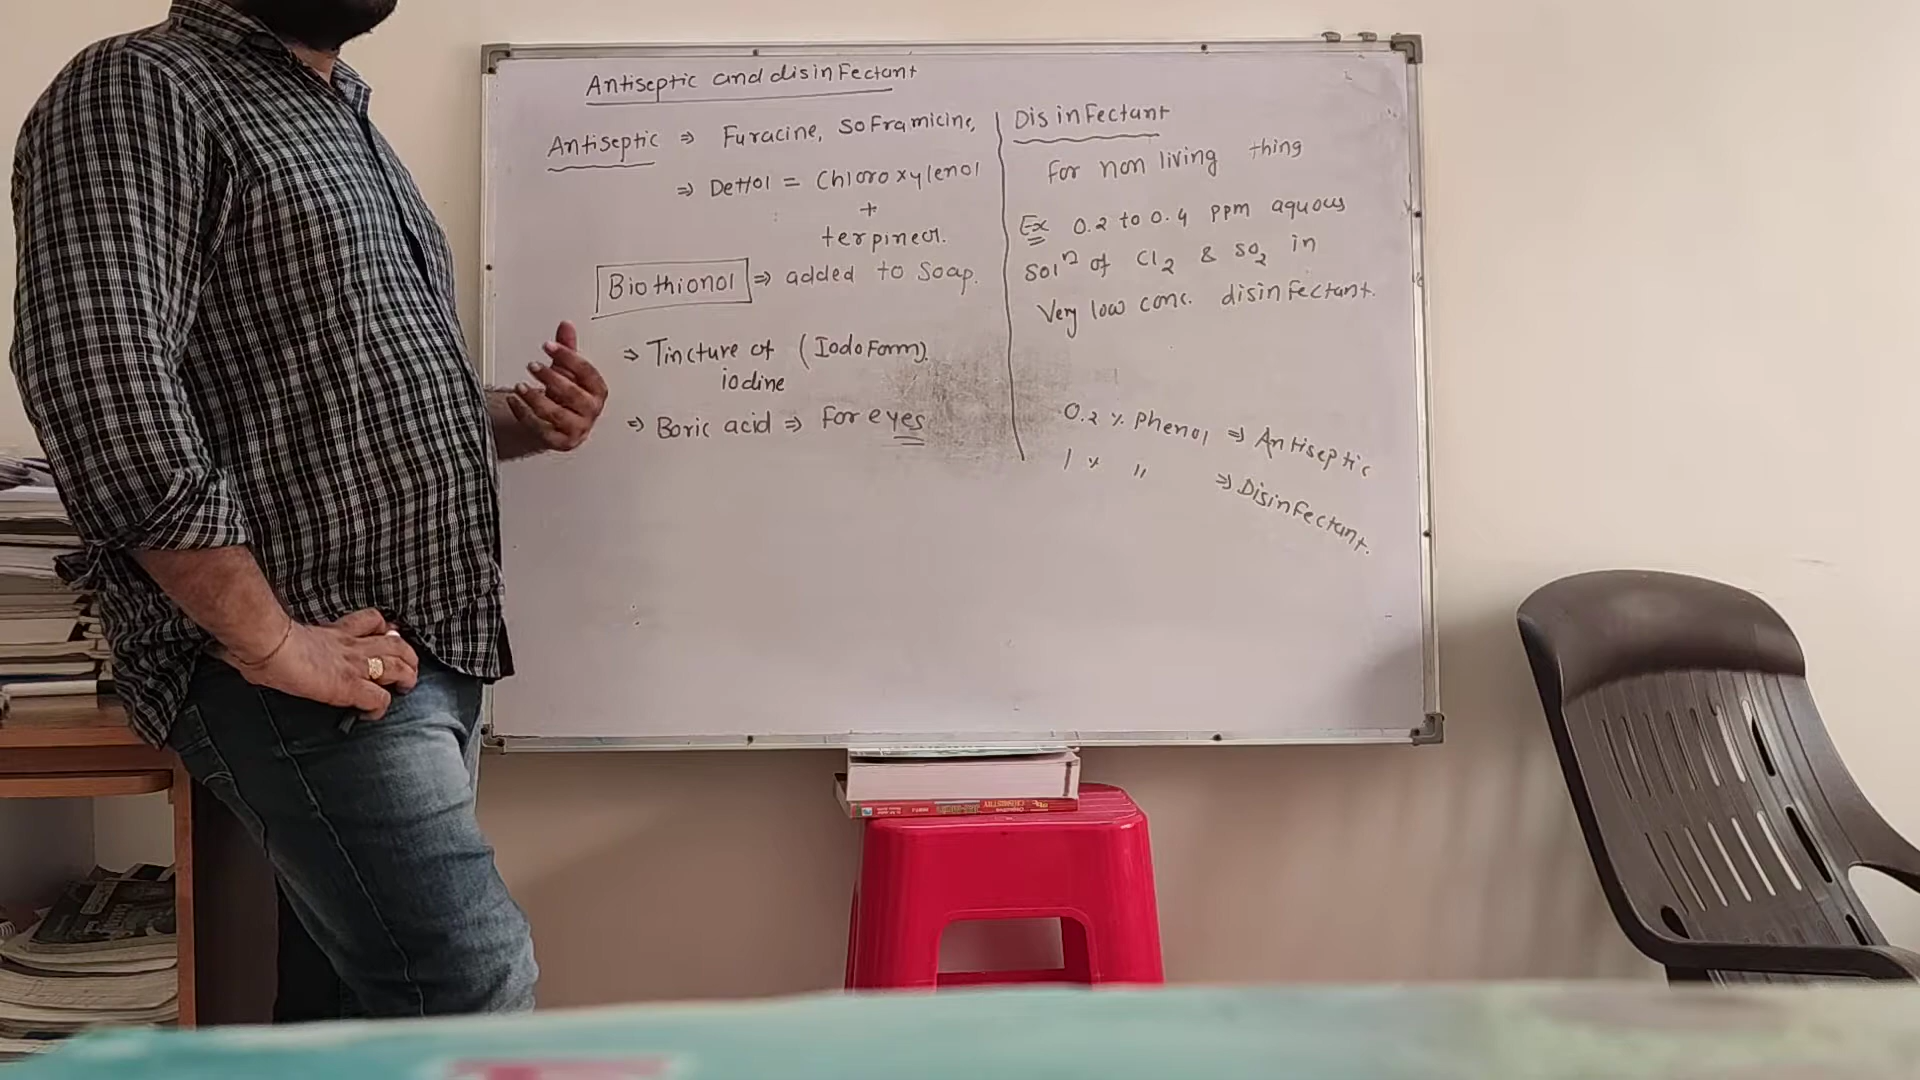 Antiseptic and disinfectant
Antiseptic ⇒ Furacine, Soframicine,
⇒ Dettol = Chloroxylenol
+
terpineol.
Biothionol ⇒ added to Soap.
⇒ Tincture of (Iodoform).
iodine
⇒ Boric acid ⇒ for eyes
Disinfectant
for non living thing
Ex 0.2 to 0.4 ppm aquous
solⁿ of Cl₂ & SO₂ in
Very low conc. disinfectant.
0.2 % Phenol ⇒ Antiseptic
1 % " ⇒ Disinfectant.
CHEMISTRY